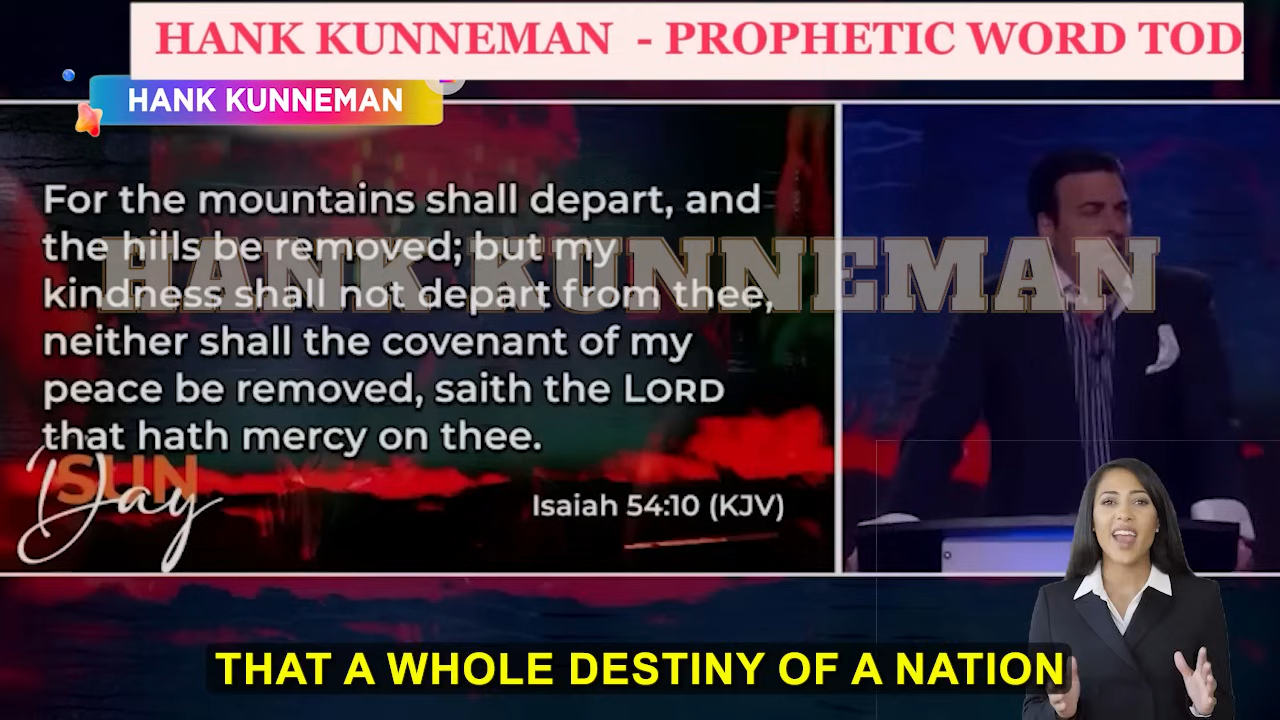 HANK KUNNEMAN - PROPHETIC WORD TOD
HANK KUNNEMAN
For the mountains shall depart, and
the hills be removed; but my
kindness shall not depart from thee,
neither shall the covenant of my
peace be removed, saith the LORD
that hath mercy on thee.
Isaiah 54:10 (KJV)
HANK KUNNEMAN
SUN
Day
THAT A WHOLE DESTINY OF A NATION